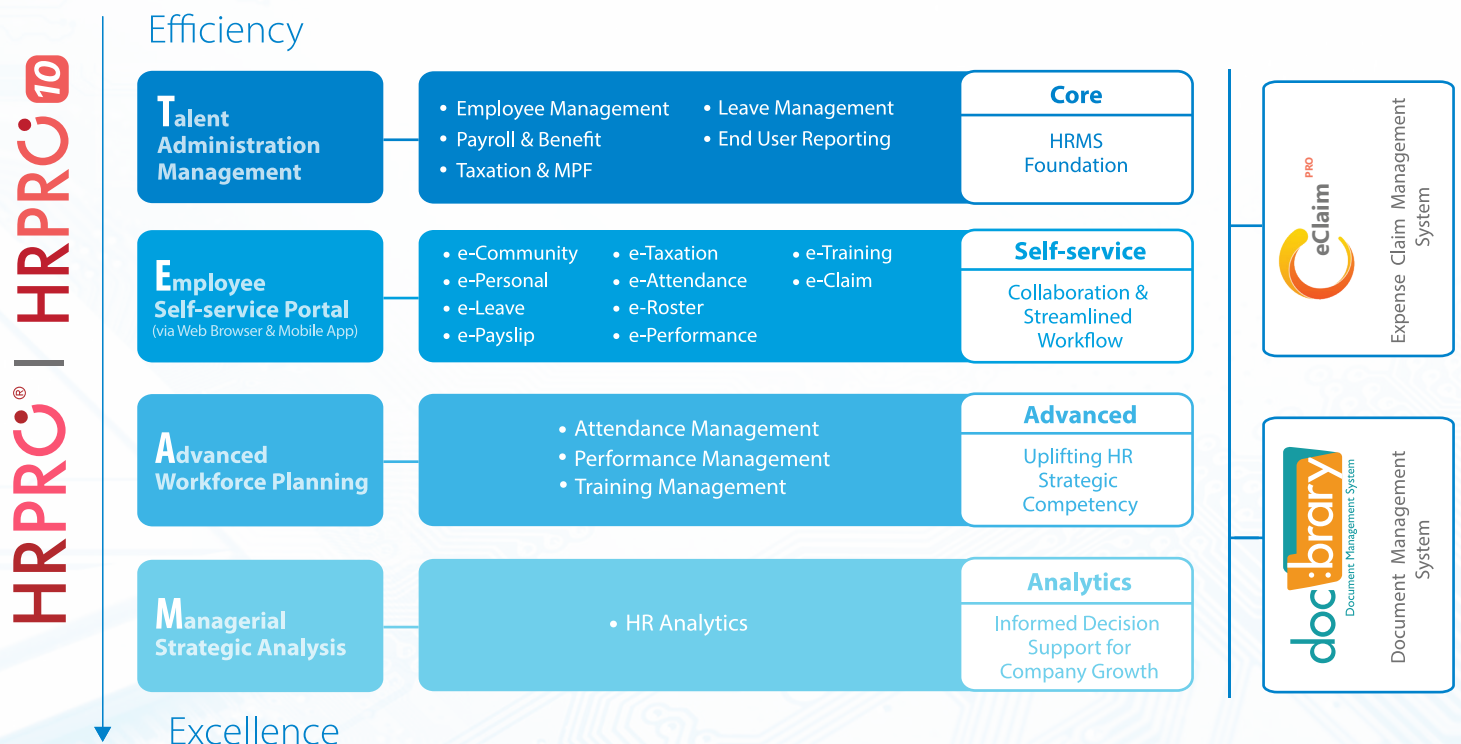 HRPRO® | HRPRO 10
Efficiency
Talent
Administration
Management
• Employee Management
• Payroll & Benefit
• Taxation & MPF
• Leave Management
• End User Reporting
Core
HRMS
Foundation
Employee
Self-service Portal
(via Web Browser & Mobile App)
• e-Community
• e-Personal
• e-Leave
• e-Payslip
• e-Taxation
• e-Attendance
• e-Roster
• e-Performance
• e-Training
• e-Claim
Self-service
Collaboration &
Streamlined
Workflow
Advanced
Workforce Planning
• Attendance Management
• Performance Management
• Training Management
Advanced
Uplifting HR
Strategic
Competency
Managerial
Strategic Analysis
• HR Analytics
Analytics
Informed Decision
Support for
Company Growth
Excellence
eClaim PRO
Expense Claim Management
System
doc:brary
Document Management System
Document Management
System